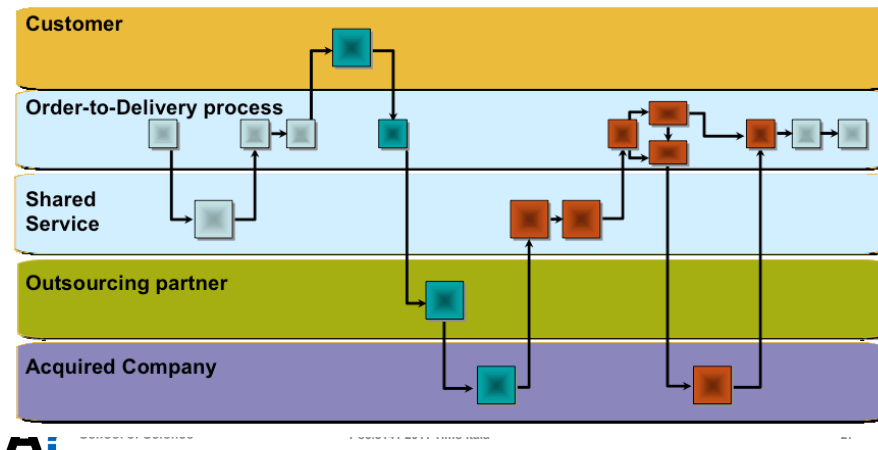 Customer
Order-to-Delivery process
Shared
Service
Outsourcing partner
Acquired Company